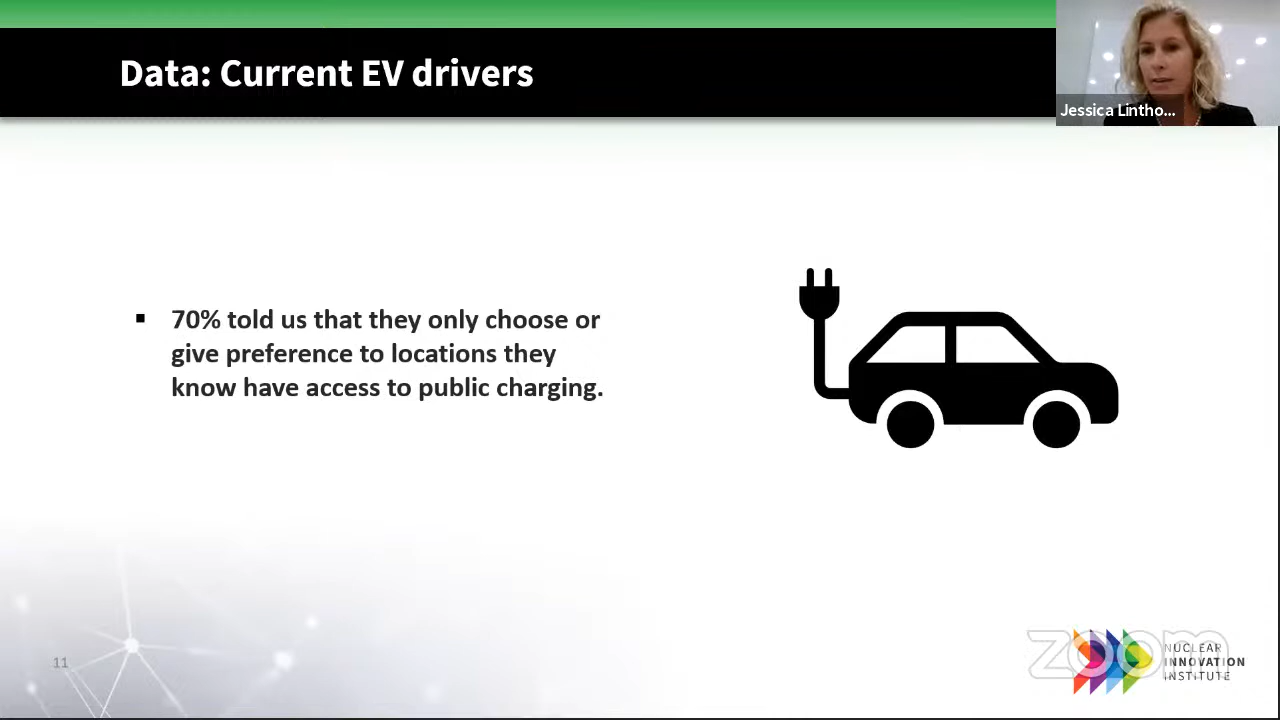 Data: Current EV drivers
Jessica Lintho...
▪ 70% told us that they only choose or
give preference to locations they
know have access to public charging.
11
zoom
NUCLEAR
INNOVATION
INSTITUTE